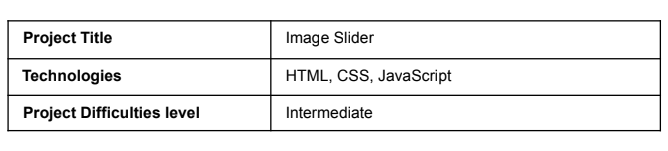 Project Title Image Slider
Technologies HTML, CSS, JavaScript
Project Difficulties level Intermediate